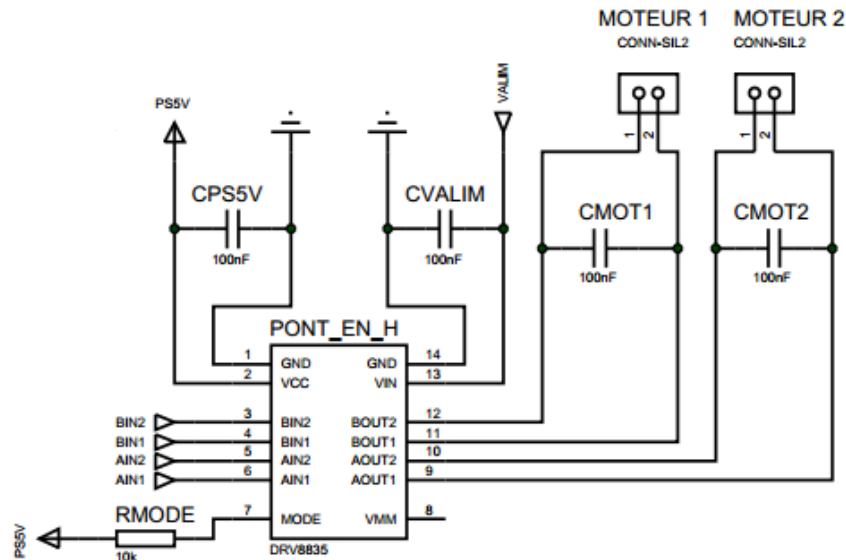 MOTEUR 1 MOTEUR 2
CONN-SIL2 CONN-SIL2
PS5V
VALIM
1 2 1 2
CPS5V CVALIM CMOT1 CMOT2
100nF 100nF 100nF 100nF
PONT_EN_H
1 GND GND 14
2 VCC VIN 13
BIN2 3 BIN2 BOUT2 12
BIN1 4 BIN1 BOUT1 11
AIN2 5 AIN2 AOUT2 10
AIN1 6 AIN1 AOUT1 9
PS5V RMODE 7 MODE VMM 8
10k DRV8835